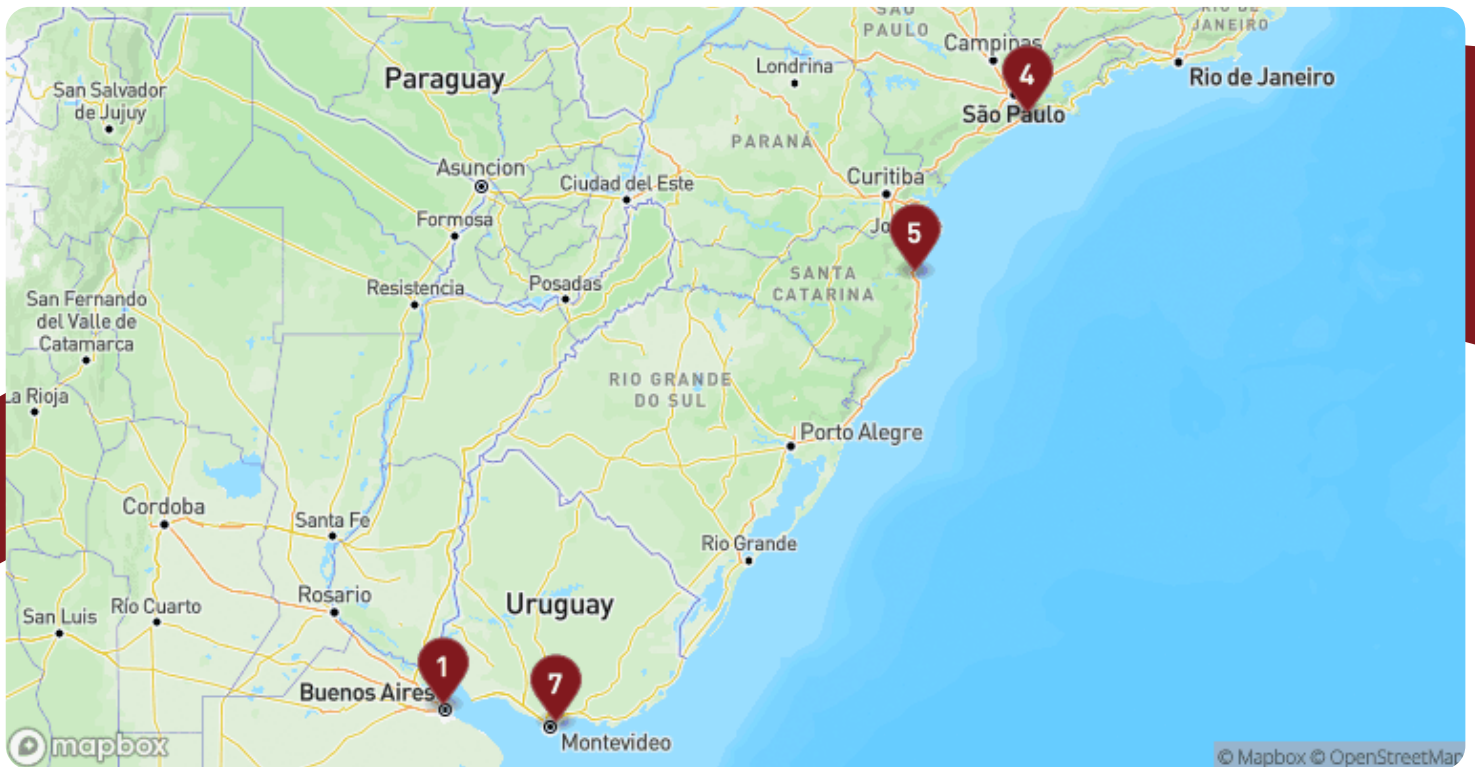 SÃO
PAULO
RIO DE
JANEIRO
Campinas
Londrina
4
Rio de Janeiro
São Paulo
Paraguay
San Salvador
de Jujuy
PARANÁ
Asuncion
Ciudad del Este
Curitiba
Formosa
Jo
5
SANTA
CATARINA
Resistencia
Posadas
San Fernando
del Valle de
Catamarca
RIO GRANDE
DO SUL
La Rioja
Porto Alegre
Cordoba
Santa Fe
Rio Grande
Rosario
Uruguay
San Luis
Río Cuarto
1
7
Buenos Aires
Montevideo
mapbox
© Mapbox © OpenStreetMap